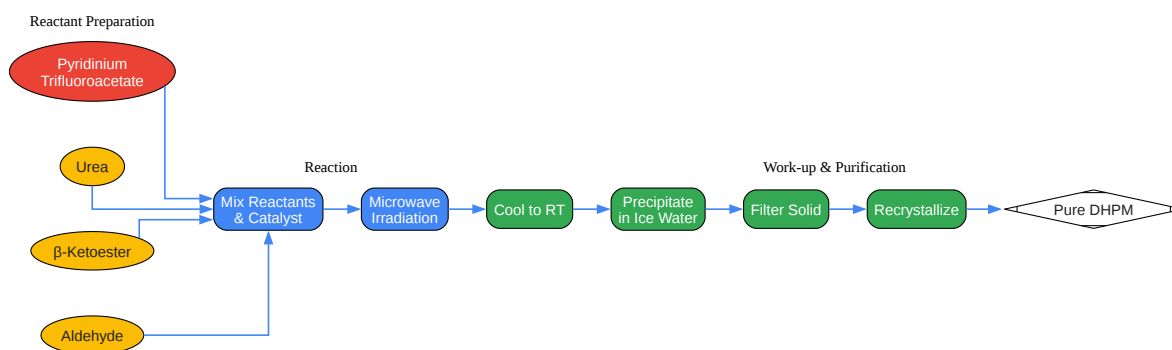 Reactant Preparation
Pyridinium
Trifluoroacetate
Urea
β-Ketoester
Aldehyde
Reaction
Mix Reactants
& Catalyst
Microwave
Irradiation
Work-up & Purification
Cool to RT
Precipitate
in Ice Water
Filter Solid
Recrystallize
Pure DHPM